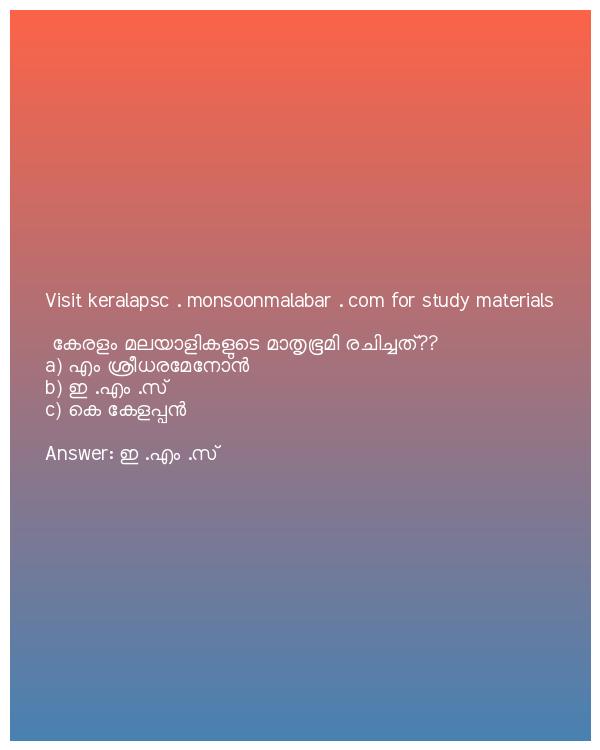 Visit keralapsc . monsoonmalabar . com for study materials
കേരളം മലയാളികളുടെ മാതൃഭൂമി രചിച്ചത്??
a) എം ശ്രീധരമേനോൻ
b) ഇ .എം .സ്
c) കെ കേളപ്പൻ
Answer: ഇ .എം .സ്